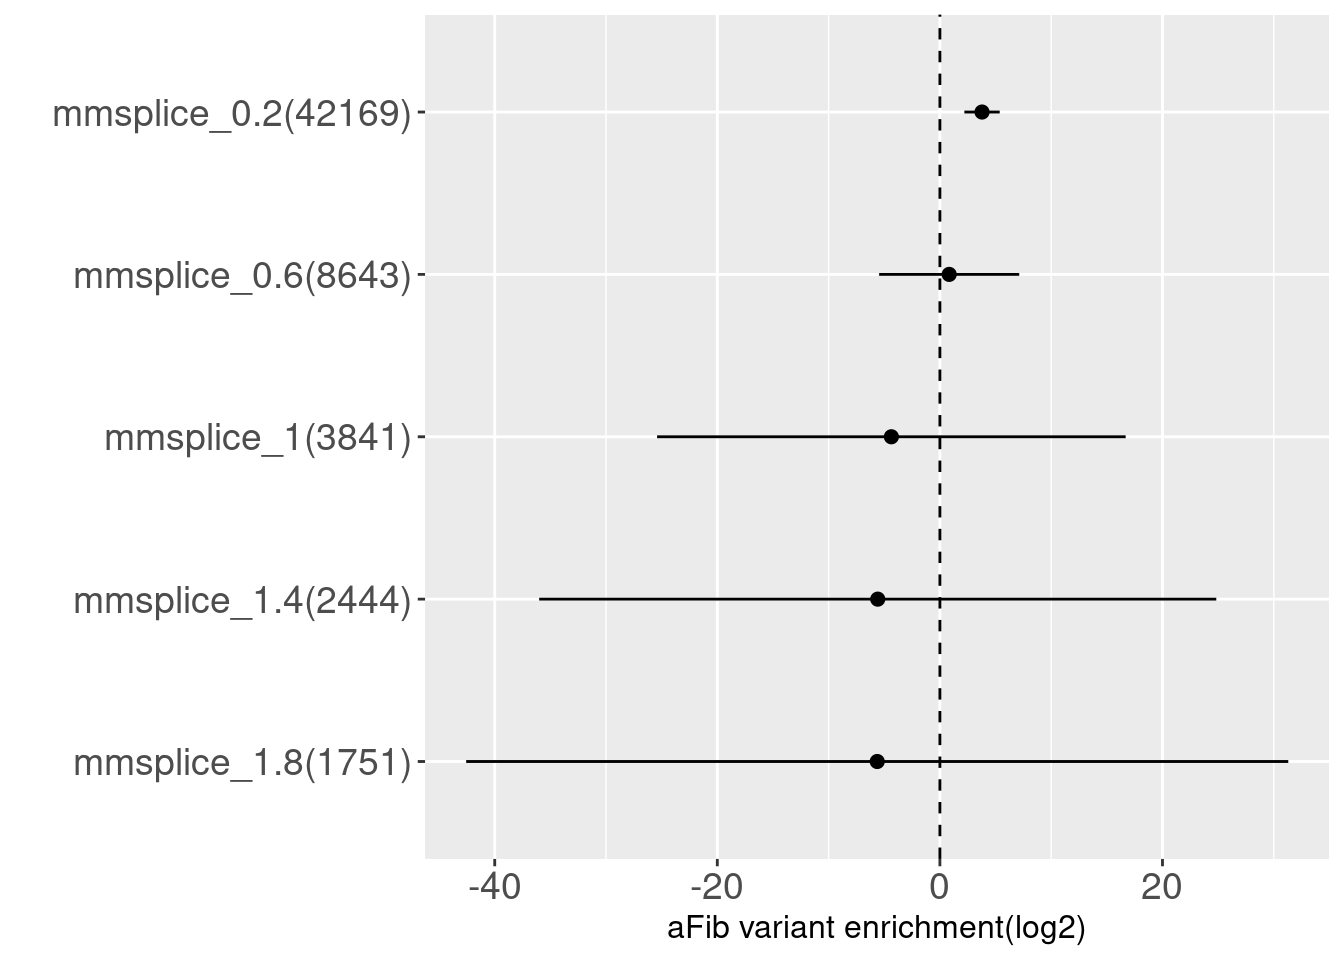 mmsplice_0.2(42169)
mmsplice_0.6(8643)
mmsplice_1(3841)
mmsplice_1.4(2444)
mmsplice_1.8(1751)
-40 -20 0 20
aFib variant enrichment(log2)